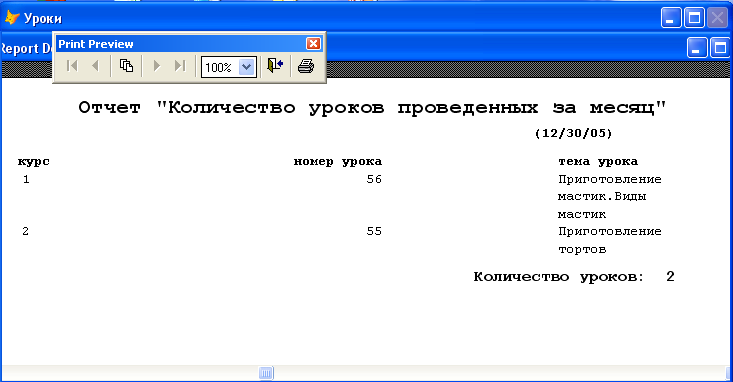 Уроки
Report De
Print Preview
100%
Отчет "Количество уроков проведенных за месяц"
(12/30/05)
курс номер урока тема урока
1 56 Приготовление
мастик.Виды
мастик
2 55 Приготовление
тортов
Количество уроков: 2